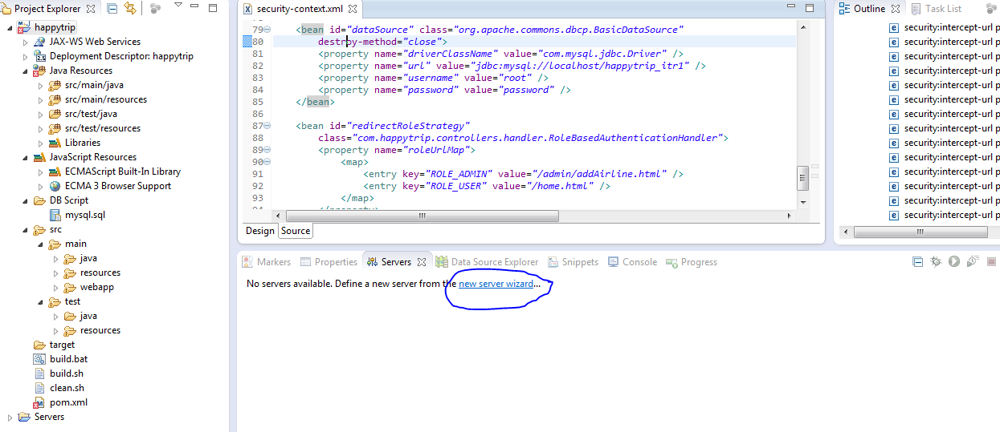 Project Explorer
happytrip
JAX-WS Web Services
Deployment Descriptor: happytrip
Java Resources
src/main/java
src/main/resources
src/test/java
src/test/resources
Libraries
JavaScript Resources
ECMAScript Built-In Library
ECMA 3 Browser Support
DB Script
mysql.sql
src
main
java
resources
webapp
test
java
resources
target
build.bat
build.sh
clean.sh
pom.xml
Servers
security-context.xml
79 <bean id="dataSource" class="org.apache.commons.dbcp.BasicDataSource"
80 destroy-method="close">
81 <property name="driverClassName" value="com.mysql.jdbc.Driver" />
82 <property name="url" value="jdbc:mysql://localhost/happytrip_itr1" />
83 <property name="username" value="root" />
84 <property name="password" value="password" />
85 </bean>
86
87 <bean id="redirectRoleStrategy"
88 class="com.happytrip.controllers.handler.RoleBasedAuthenticationHandler">
89 <property name="roleUrlMap">
90 <map>
91 <entry key="ROLE_ADMIN" value="/admin/addAirline.html" />
92 <entry key="ROLE_USER" value="/home.html" />
93 </map>
94 </property>
Design Source
Outline Task List
security:intercept-url p
security:intercept-url p
security:intercept-url p
security:intercept-url p
security:intercept-url p
security:intercept-url p
security:intercept-url p
security:intercept-url p
security:intercept-url p
security:intercept-url p
security:intercept-url p
security:intercept-url p
security:intercept-url p
security:intercept-url p
Markers Properties Servers Data Source Explorer Snippets Console Progress
No servers available. Define a new server from the new server wizard...